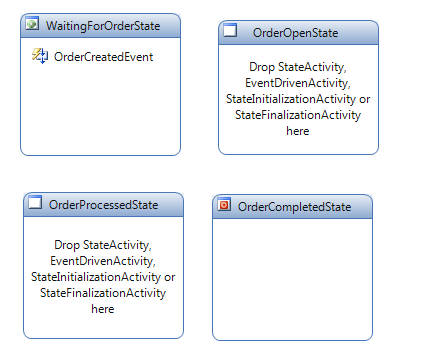 WaitingForOrderState
OrderCreatedEvent
OrderOpenState
Drop StateActivity,
EventDrivenActivity,
StateInitializationActivity or
StateFinalizationActivity
here
OrderProcessedState
Drop StateActivity,
EventDrivenActivity,
StateInitializationActivity or
StateFinalizationActivity
here
OrderCompletedState